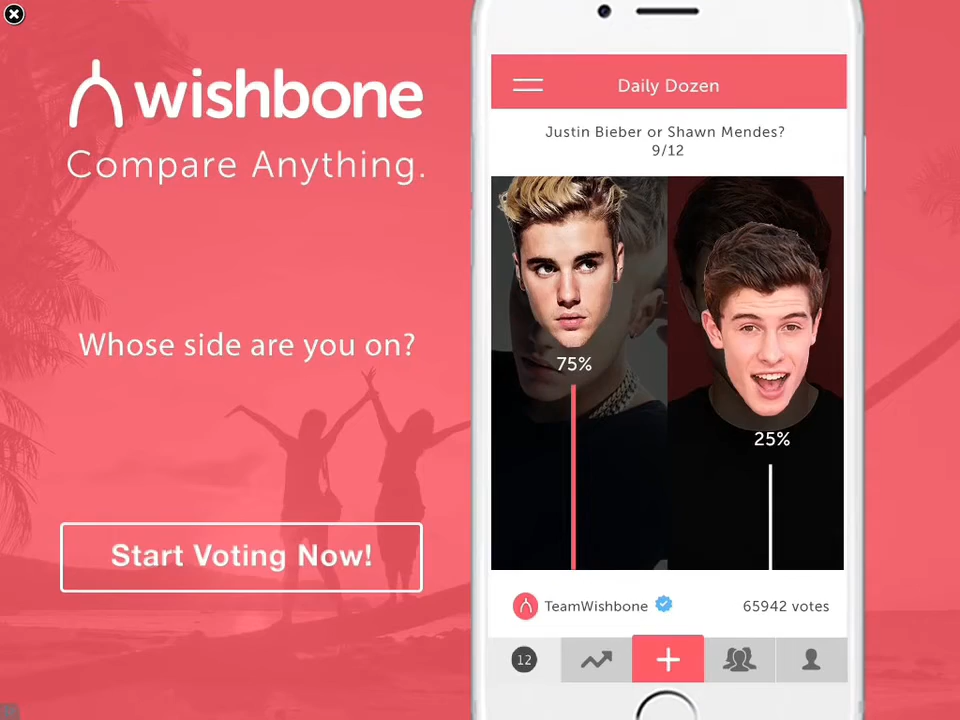 wishbone
Compare Anything.
Whose side are you on?
Start Voting Now!
Daily Dozen
Justin Bieber or Shawn Mendes?
9/12
75%
25%
TeamWishbone
65942 votes
12